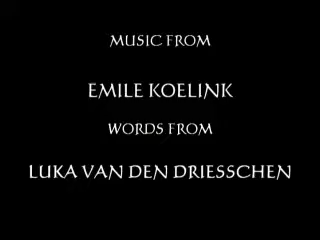 MUSIC FROM
EMILE KOELINK
WORDS FROM
LUKA VAN DEN DRIESSCHEN